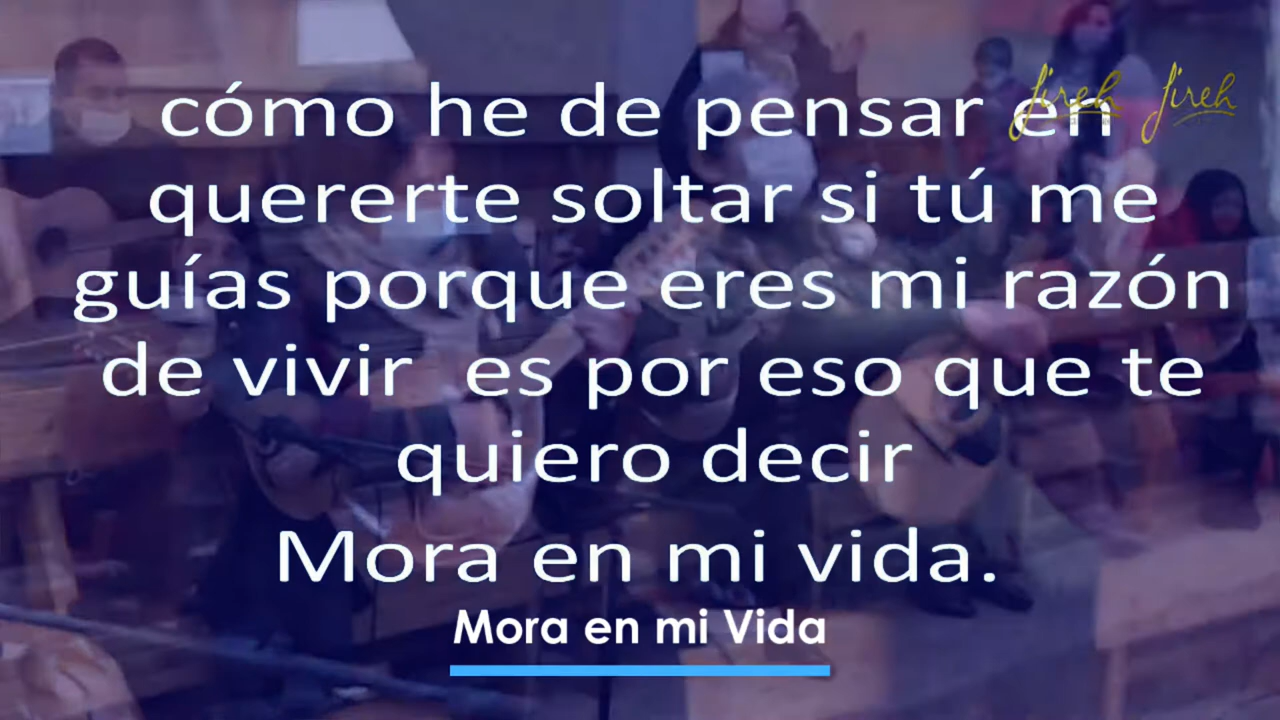 Jireh Jireh
cómo he de pensar en
quererte soltar si tú me
guías porque eres mi razón
de vivir es por eso que te
quiero decir
Mora en mi vida.
Mora en mi Vida